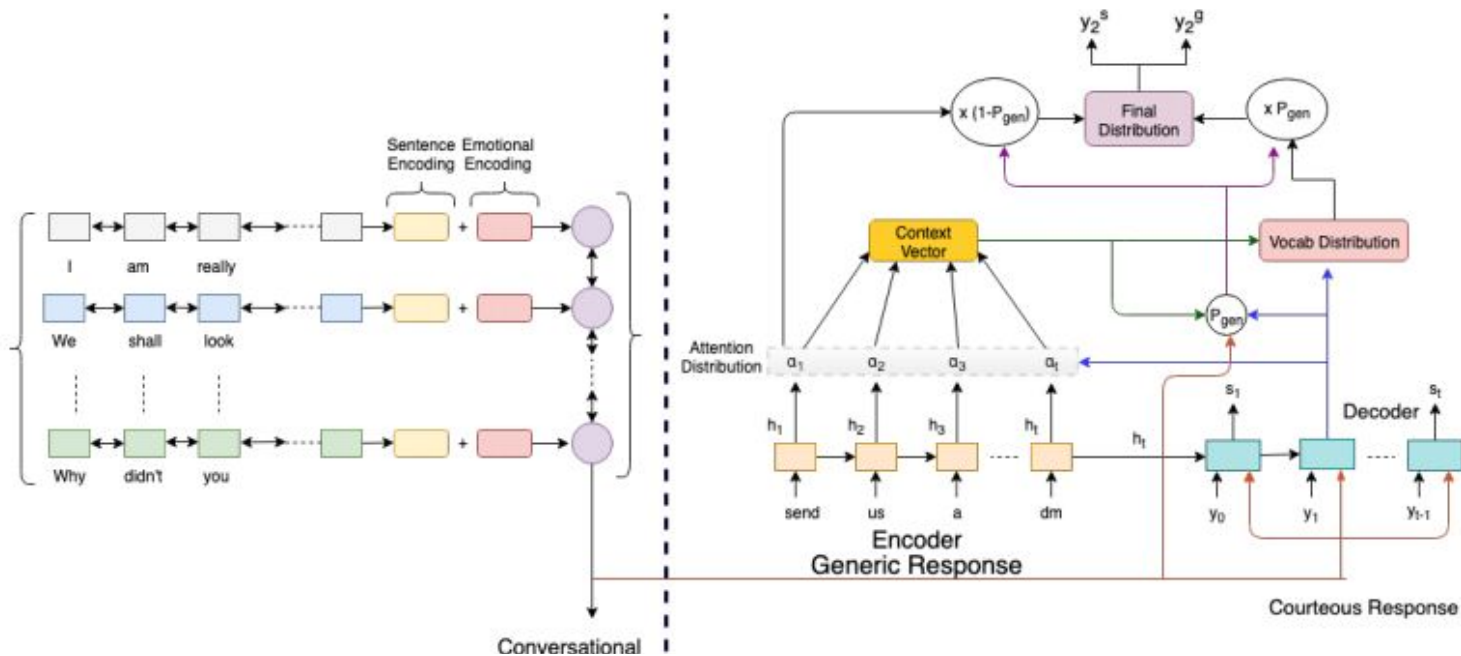 Sentence Encoding
Emotional Encoding
+
I am really
+
We shall look
+
Why didn't you
Conversational
y₂ˢ y₂ᵍ
x (1-Pgen)
Final Distribution
x Pgen
Context Vector
Vocab Distribution
Pgen
Attention Distribution
α₁ α₂ α₃ αt
s₁ Decoder st
h₁ h₂ h₃ ht ht
send us a dm
y₀ y₁ yt-1
Encoder
Generic Response
Courteous Response